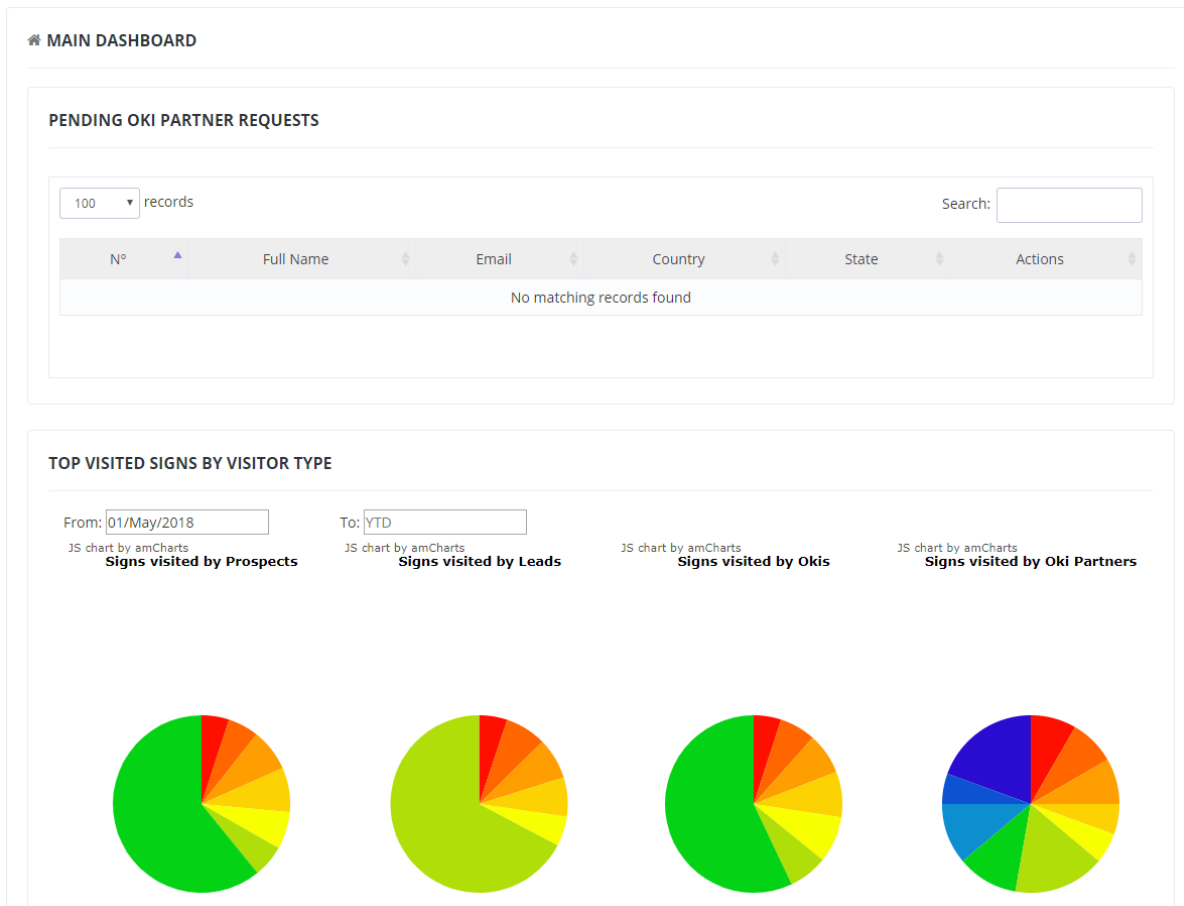 MAIN DASHBOARD
PENDING OKI PARTNER REQUESTS
100 records Search:
Nº Full Name Email Country State Actions
No matching records found
TOP VISITED SIGNS BY VISITOR TYPE
From: 01/May/2018 To: YTD
JS chart by amCharts JS chart by amCharts JS chart by amCharts JS chart by amCharts
Signs visited by Prospects Signs visited by Leads Signs visited by Okis Signs visited by Oki Partners